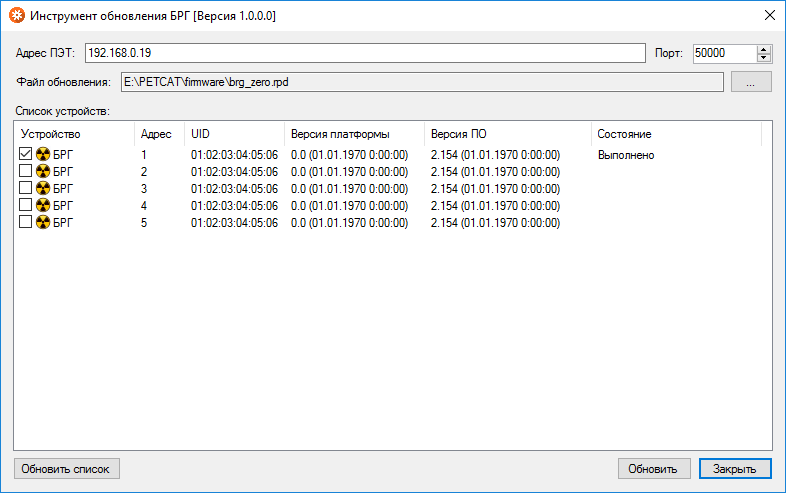 Инструмент обновления БРГ [Версия 1.0.0.0]
Адрес ПЭТ: 192.168.0.19 Порт: 50000
Файл обновления: E:\PETCAT\firmware\brg_zero.rpd ...
Список устройств:
Устройство Адрес UID Версия платформы Версия ПО Состояние
БРГ 1 01:02:03:04:05:06 0.0 (01.01.1970 0:00:00) 2.154 (01.01.1970 0:00:00) Выполнено
БРГ 2 01:02:03:04:05:06 0.0 (01.01.1970 0:00:00) 2.154 (01.01.1970 0:00:00)
БРГ 3 01:02:03:04:05:06 0.0 (01.01.1970 0:00:00) 2.154 (01.01.1970 0:00:00)
БРГ 4 01:02:03:04:05:06 0.0 (01.01.1970 0:00:00) 2.154 (01.01.1970 0:00:00)
БРГ 5 01:02:03:04:05:06 0.0 (01.01.1970 0:00:00) 2.154 (01.01.1970 0:00:00)
Обновить список Обновить Закрыть